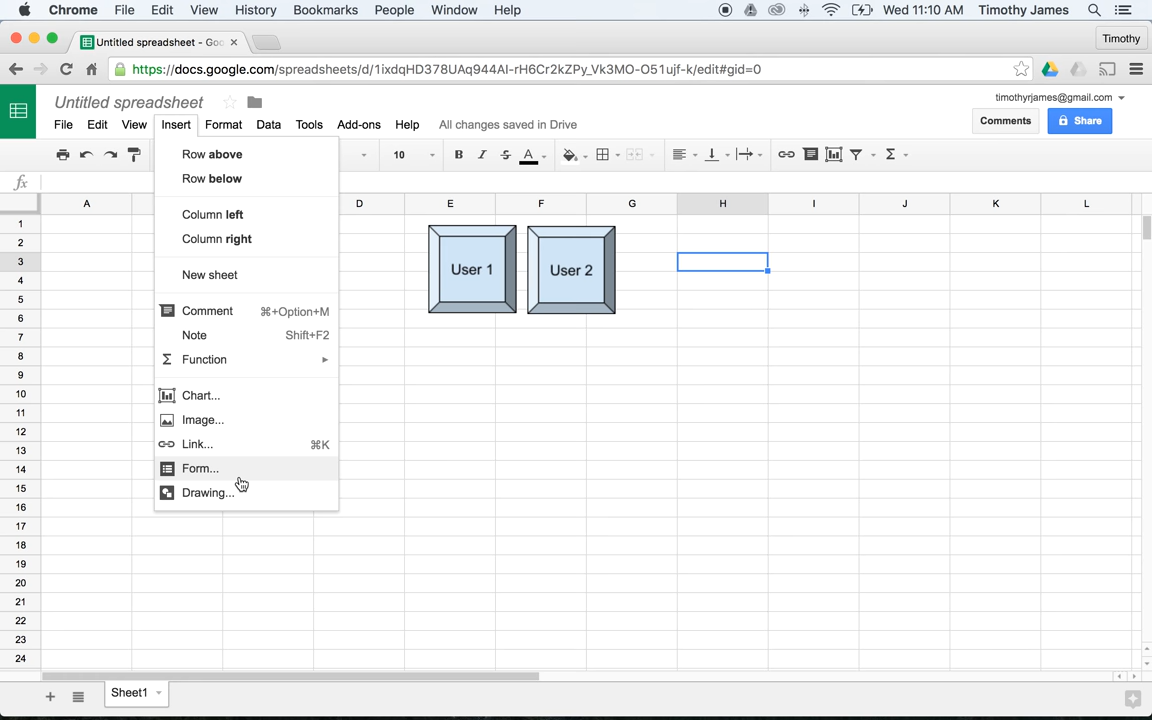 Chrome File Edit View History Bookmarks People Window Help Wed 11:10 AM Timothy James
Untitled spreadsheet - Goo Timothy
https://docs.google.com/spreadsheets/d/1ixdqHD378UAq944AI-rH6Cr2kZPy_Vk3MO-O51ujf-k/edit#gid=0
Untitled spreadsheet timothyrjames@gmail.com
File Edit View Insert Format Data Tools Add-ons Help All changes saved in Drive Comments Share
10 B I S A Σ
fx
A D E F G H I J K L
Row above
Row below
Column left
Column right
New sheet
Comment ⌘+Option+M
Note Shift+F2
Σ Function
Chart...
Image...
Link... ⌘K
Form...
Drawing...
User 1 User 2
1
2
3
4
5
6
7
8
9
10
11
12
13
14
15
16
17
18
19
20
21
22
23
24
+ Sheet1